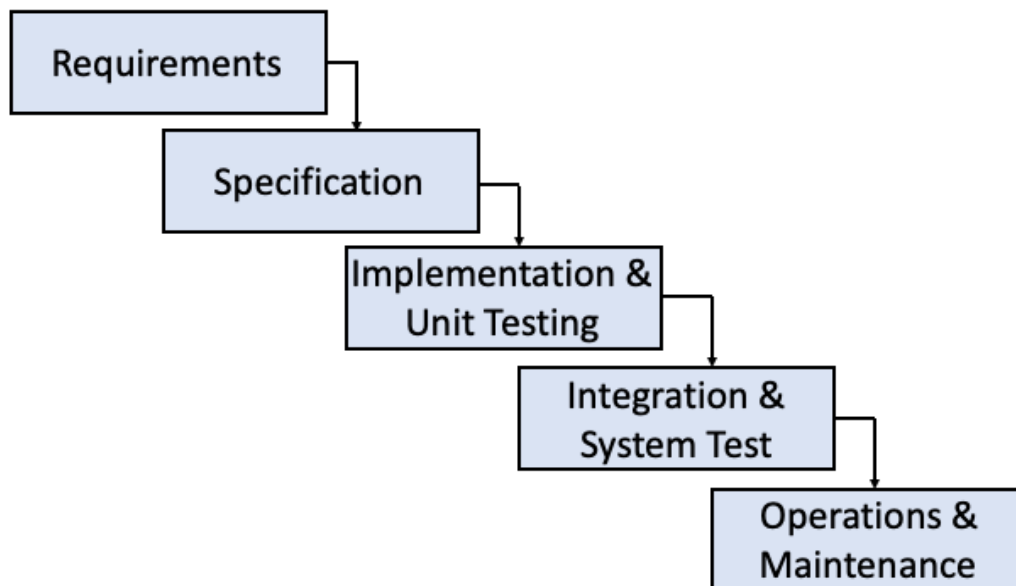 Requirements
Specification
Implementation &
Unit Testing
Integration &
System Test
Operations &
Maintenance